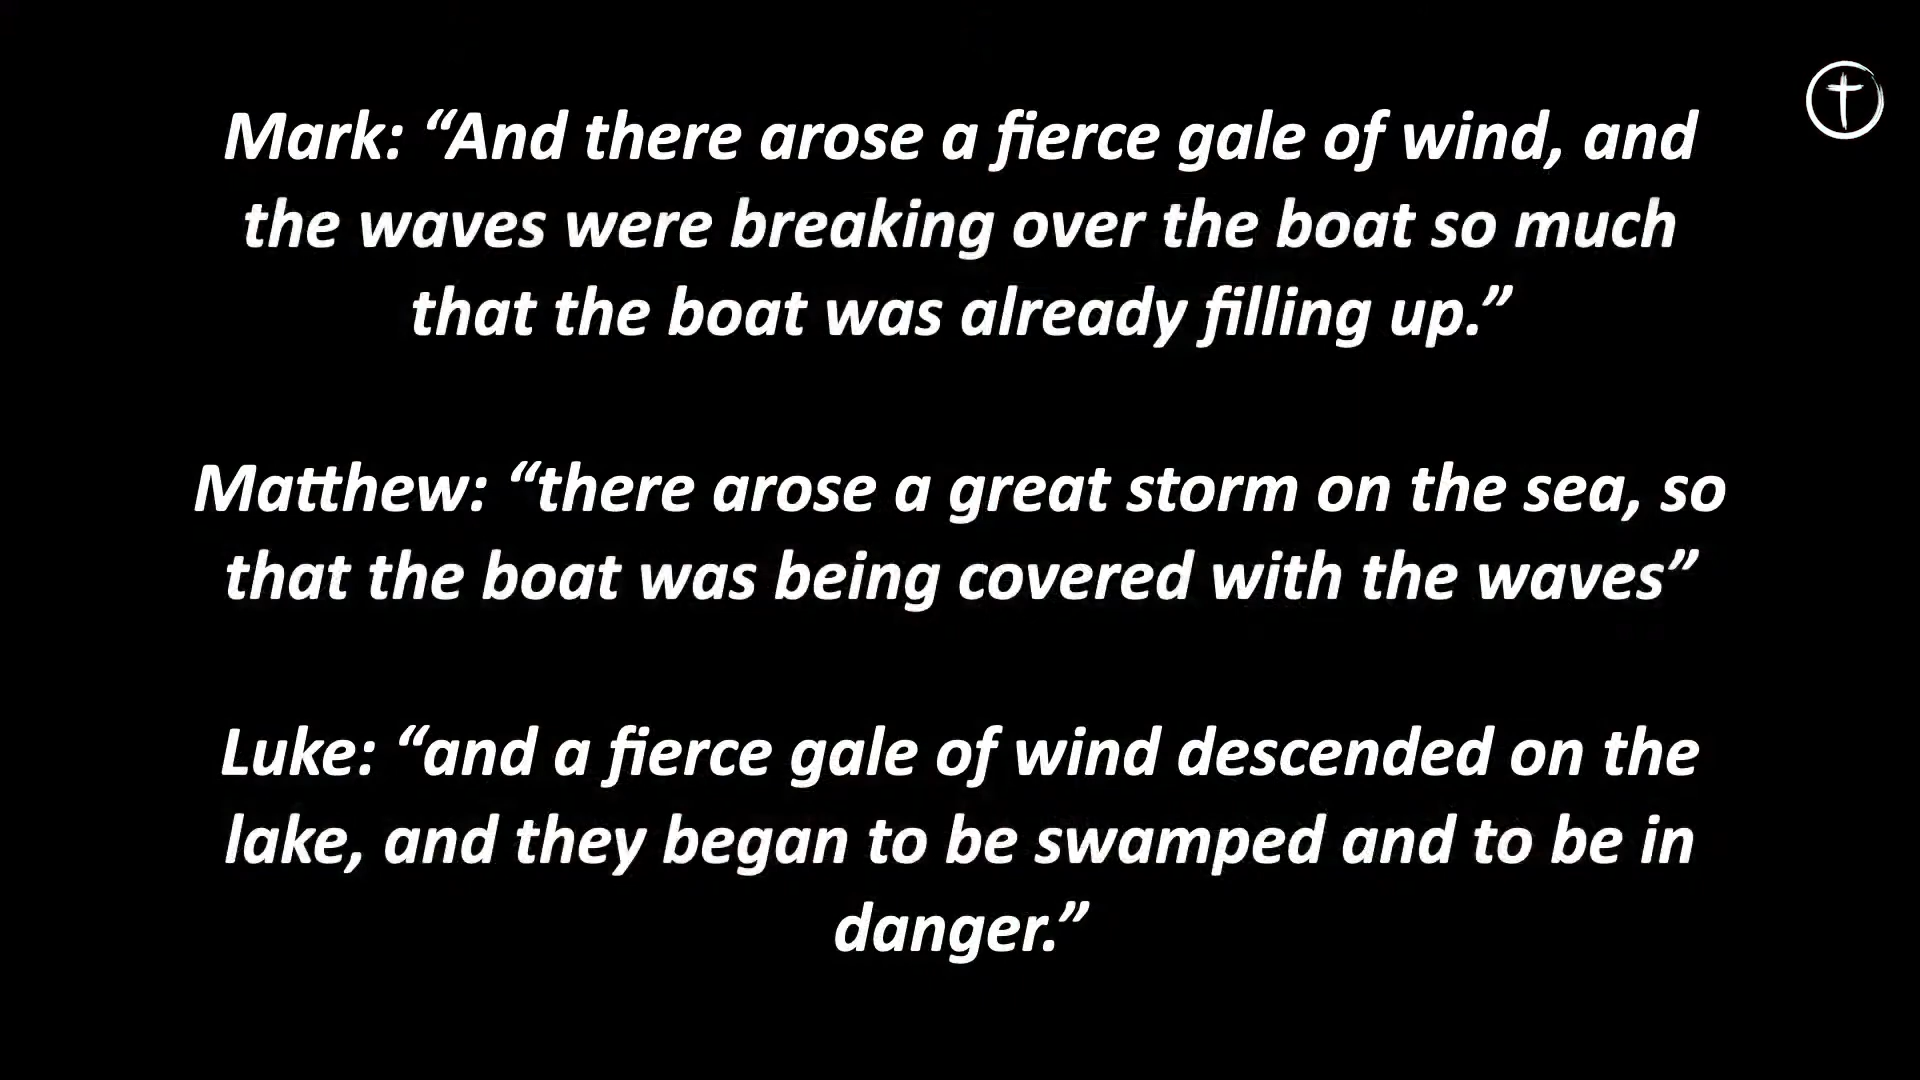 Mark: “And there arose a fierce gale of wind, and
the waves were breaking over the boat so much
that the boat was already filling up.”
Matthew: “there arose a great storm on the sea, so
that the boat was being covered with the waves”
Luke: “and a fierce gale of wind descended on the
lake, and they began to be swamped and to be in
danger.”